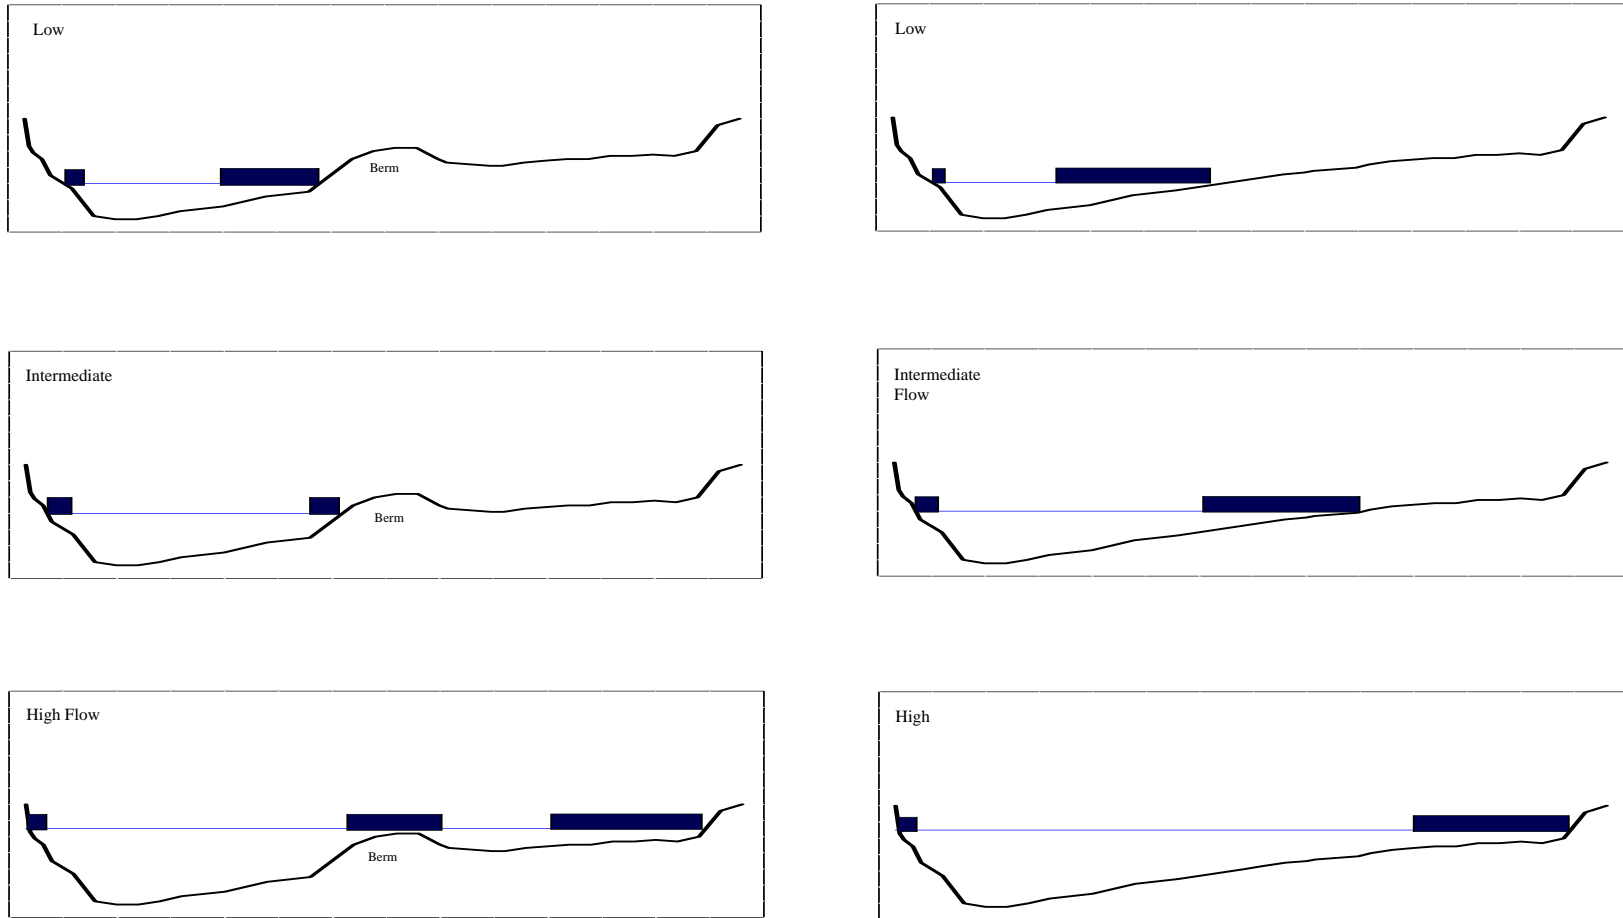 Low
Berm
Low
Intermediate
Berm
Intermediate
Flow
High Flow
Berm
High